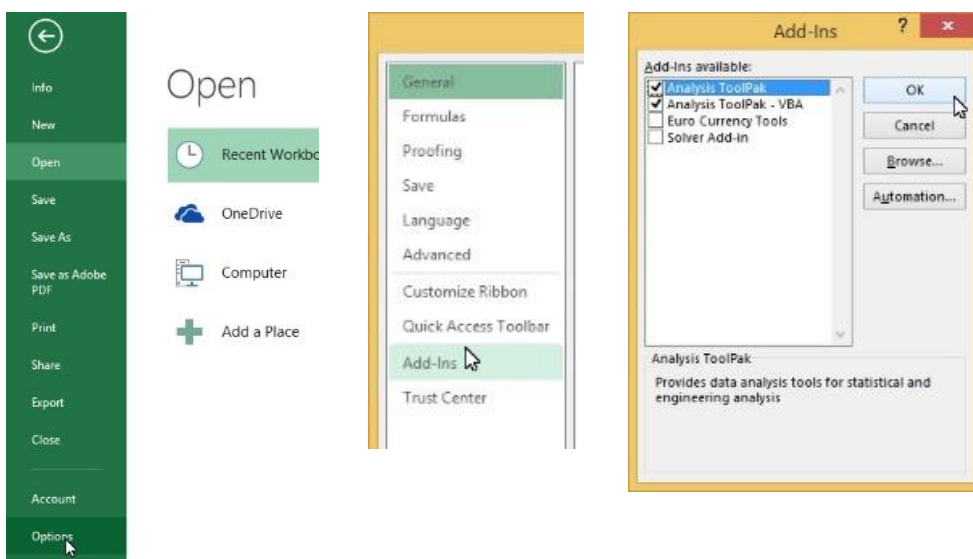 Info
New
Open
Save
Save As
Save as Adobe
PDF
Print
Share
Export
Close
Account
Options
Open
Recent Workbo
OneDrive
Computer
Add a Place
General
Formulas
Proofing
Save
Language
Advanced
Customize Ribbon
Quick Access Toolbar
Add-Ins
Trust Center
Add-Ins
?
x
Add-Ins available:
Analysis ToolPak
Analysis ToolPak - VBA
Euro Currency Tools
Solver Add-in
OK
Cancel
Browse...
Automation...
Analysis ToolPak
Provides data analysis tools for statistical and
engineering analysis